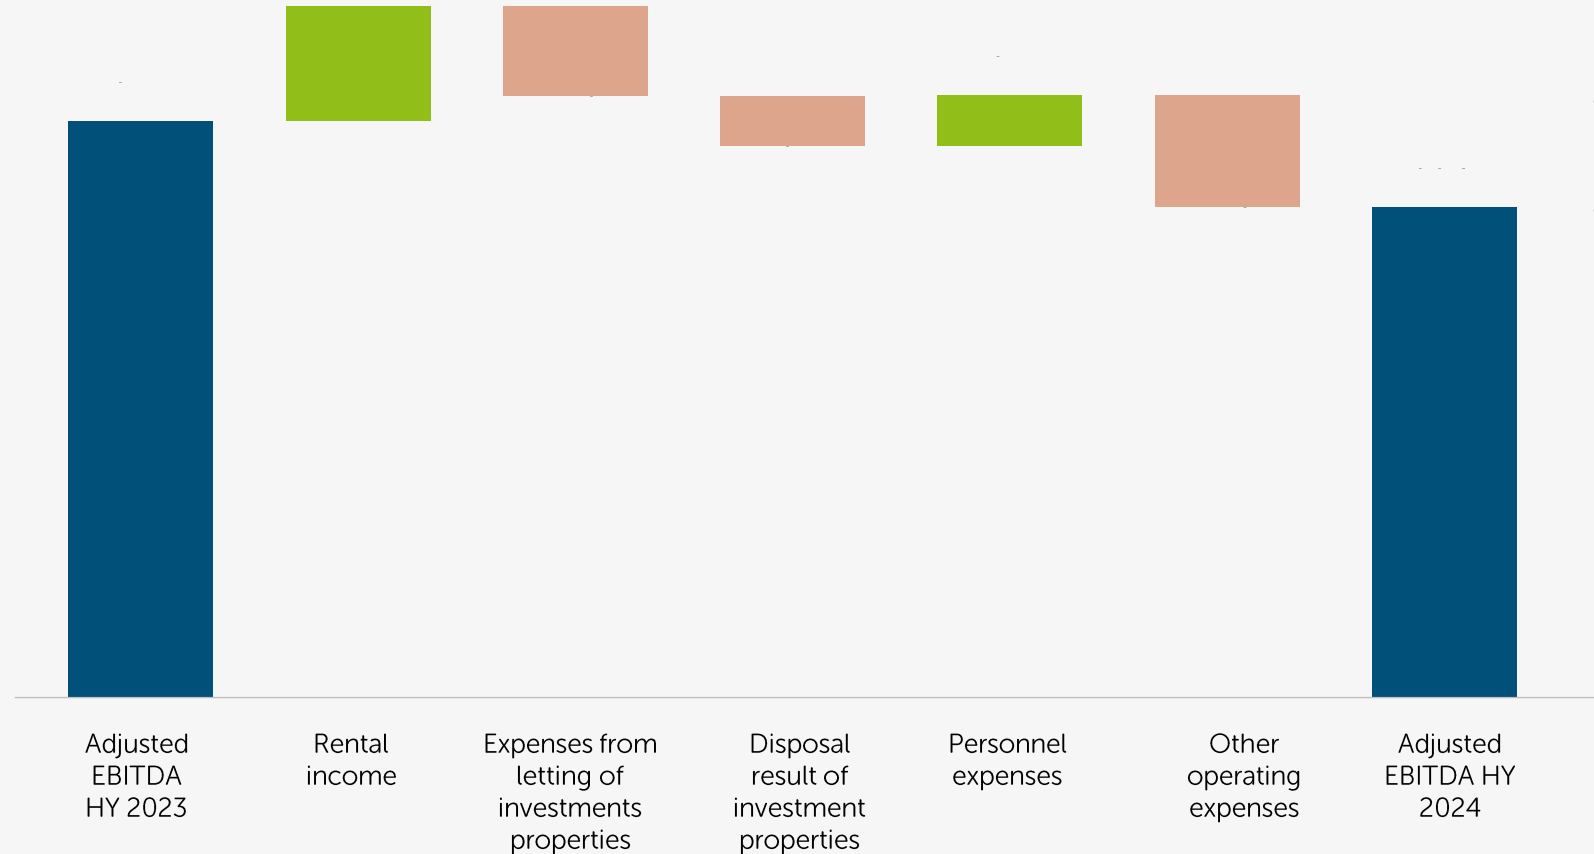 Adjusted
EBITDA
HY 2023
Rental
income
Expenses from
letting of
investments
properties
Disposal
result of
investment
properties
Personnel
expenses
Other
operating
expenses
Adjusted
EBITDA HY
2024